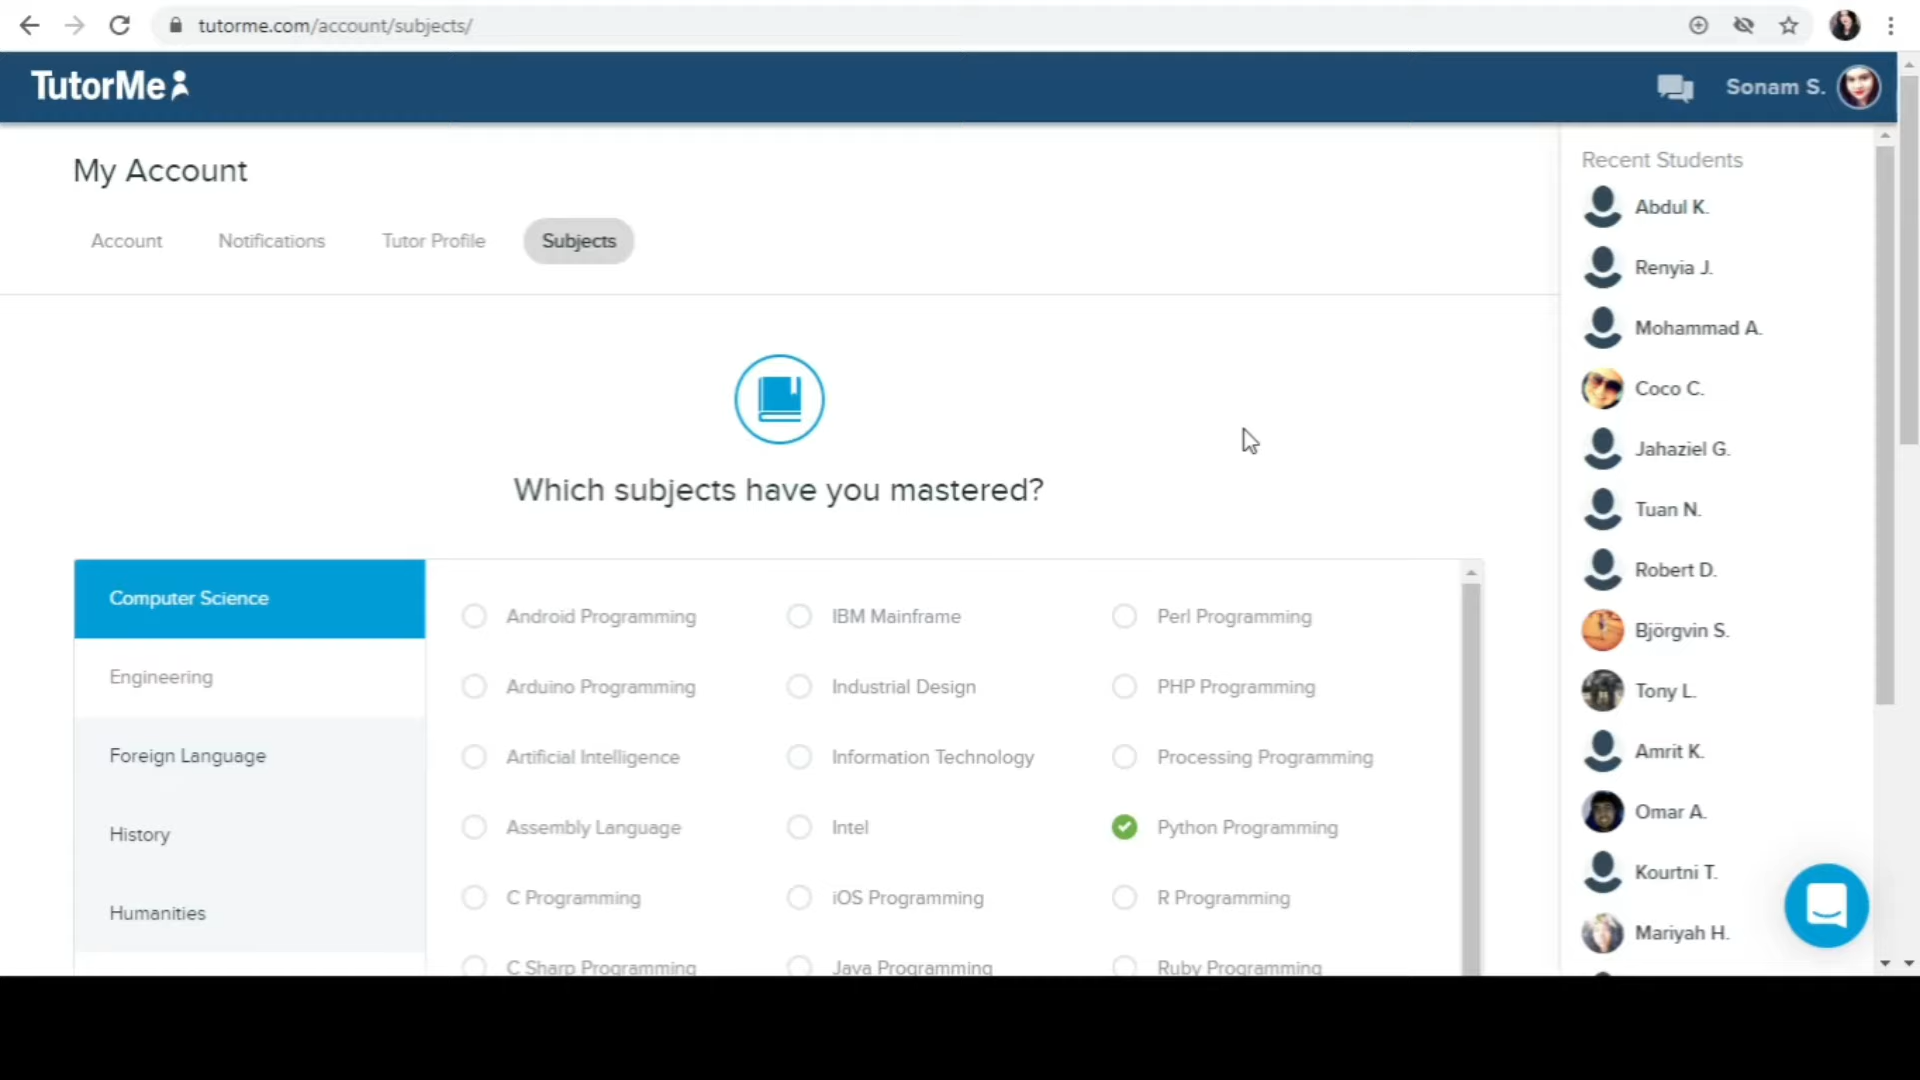 tutorme.com/account/subjects/
TutorMe
Sonam S.
My Account
Account
Notifications
Tutor Profile
Subjects
Which subjects have you mastered?
Computer Science
Engineering
Foreign Language
History
Humanities
Android Programming
IBM Mainframe
Perl Programming
Arduino Programming
Industrial Design
PHP Programming
Artificial Intelligence
Information Technology
Processing Programming
Assembly Language
Intel
Python Programming
C Programming
iOS Programming
R Programming
C Sharp Programming
Java Programming
Ruby Programming
Recent Students
Abdul K.
Renyia J.
Mohammad A.
Coco C.
Jahaziel G.
Tuan N.
Robert D.
Björgvin S.
Tony L.
Amrit K.
Omar A.
Kourtni T.
Mariyah H.